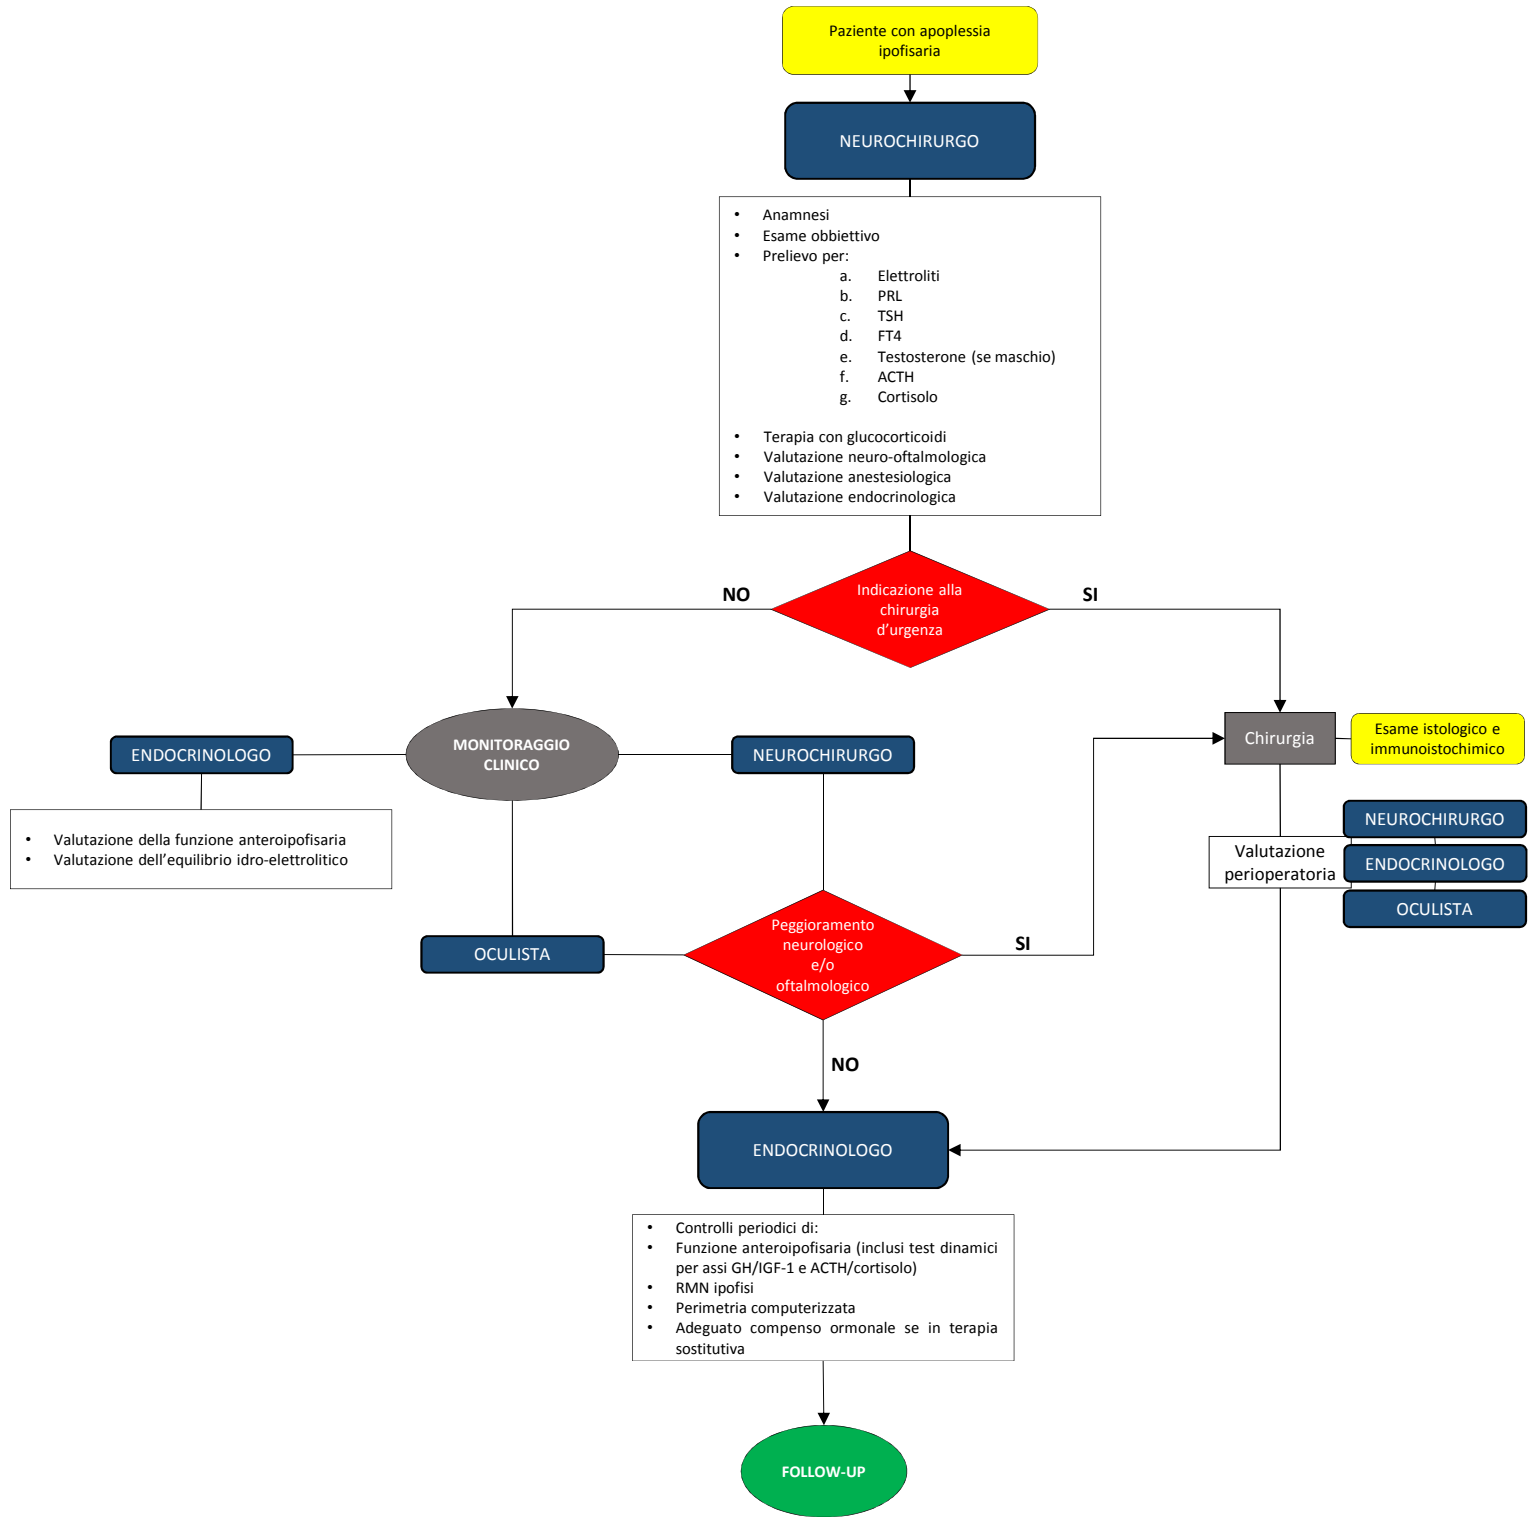 Paziente con apoplessia
ipofisaria
NEUROCHIRURGO
• Anamnesi
• Esame obbiettivo
• Prelievo per:
a. Elettroliti
b. PRL
c. TSH
d. FT4
e. Testosterone (se maschio)
f. ACTH
g. Cortisolo
• Terapia con glucocorticoidi
• Valutazione neuro-oftalmologica
• Valutazione anestesiologica
• Valutazione endocrinologica
Indicazione alla
chirurgia
d’urgenza
NO
SI
MONITORAGGIO
CLINICO
ENDOCRINOLOGO
NEUROCHIRURGO
• Valutazione della funzione anteroipofisaria
• Valutazione dell’equilibrio idro-elettrolitico
OCULISTA
Peggioramento
neurologico
e/o
oftalmologico
SI
NO
Chirurgia
Esame istologico e
immunoistochimico
Valutazione
perioperatoria
NEUROCHIRURGO
ENDOCRINOLOGO
OCULISTA
ENDOCRINOLOGO
• Controlli periodici di:
• Funzione anteroipofisaria (inclusi test dinamici
per assi GH/IGF-1 e ACTH/cortisolo)
• RMN ipofisi
• Perimetria computerizzata
• Adeguato compenso ormonale se in terapia
sostitutiva
FOLLOW-UP